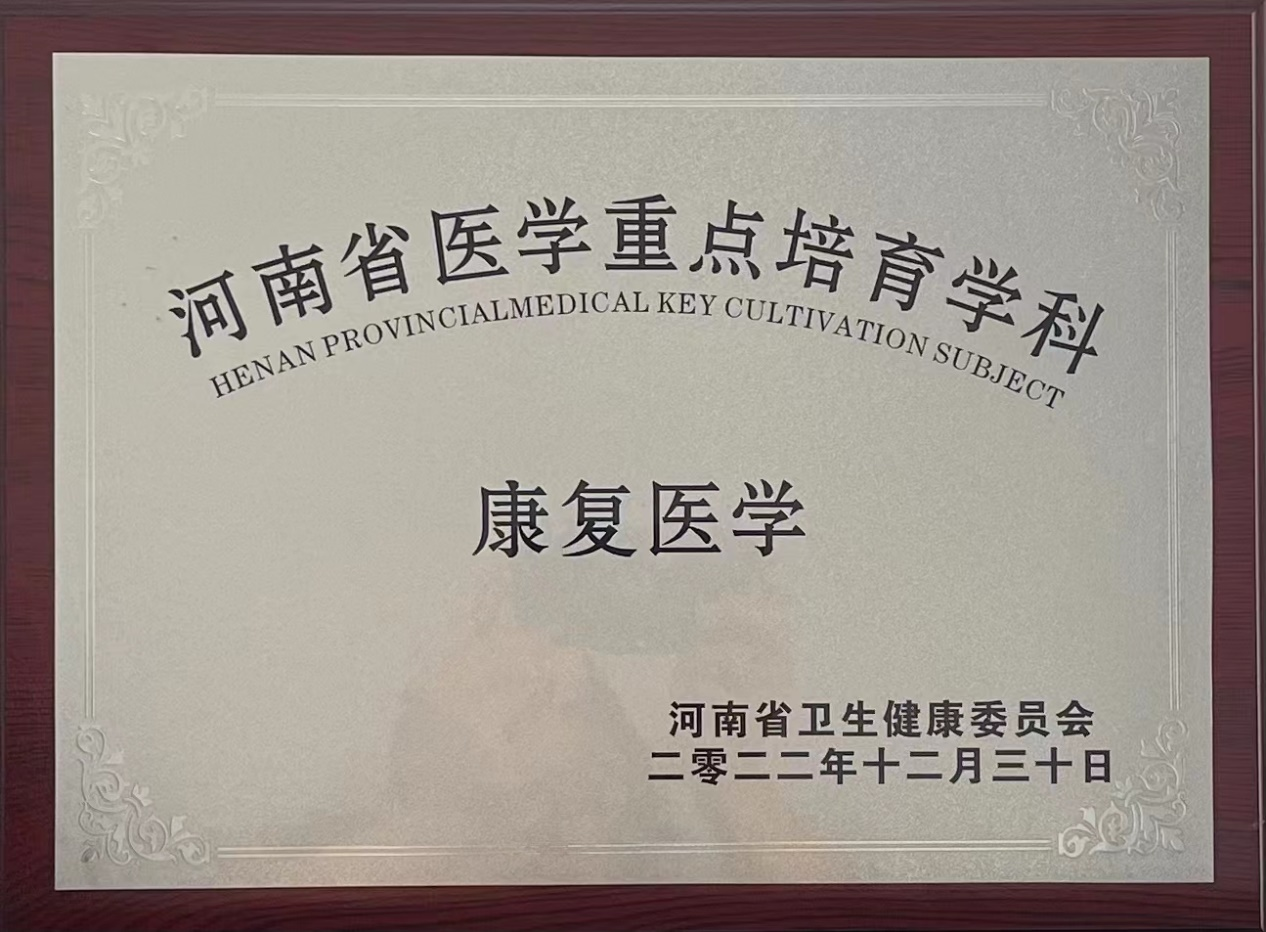 河南省医学重点培育学科
HENAN PROVINCIALMEDICAL KEY CULTIVATION SUBJECT
康复医学
河南省卫生健康委员会
二零二二年十二月三十日